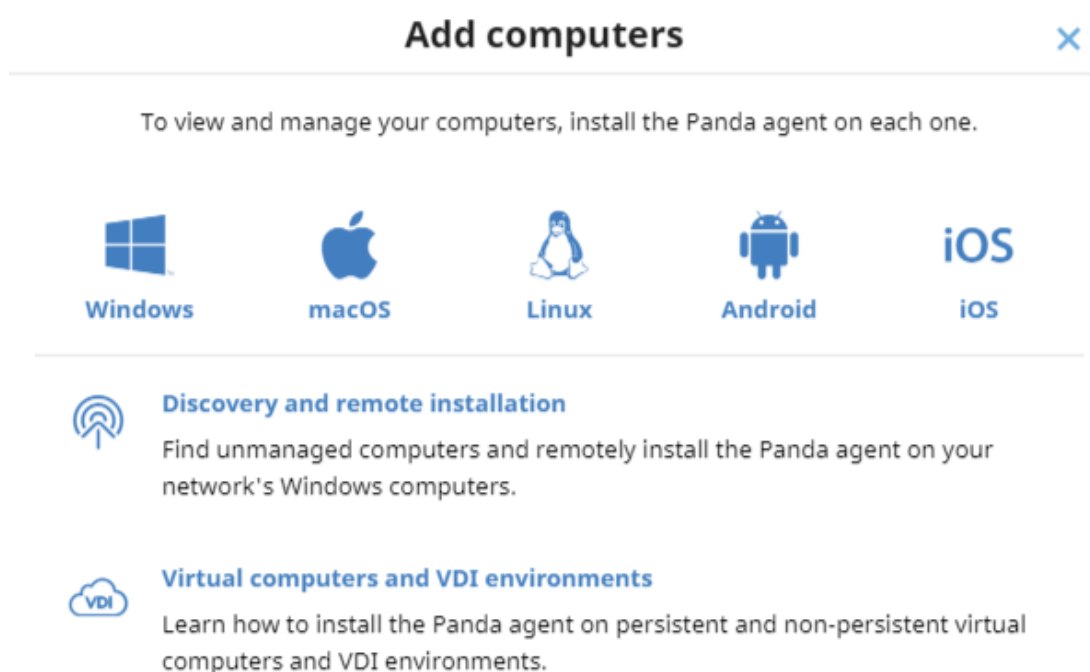 Add computers
To view and manage your computers, install the Panda agent on each one.
iOS
Windows macOS Linux Android iOS
Discovery and remote installation
Find unmanaged computers and remotely install the Panda agent on your
network's Windows computers.
VDI
Virtual computers and VDI environments
Learn how to install the Panda agent on persistent and non-persistent virtual
computers and VDI environments.